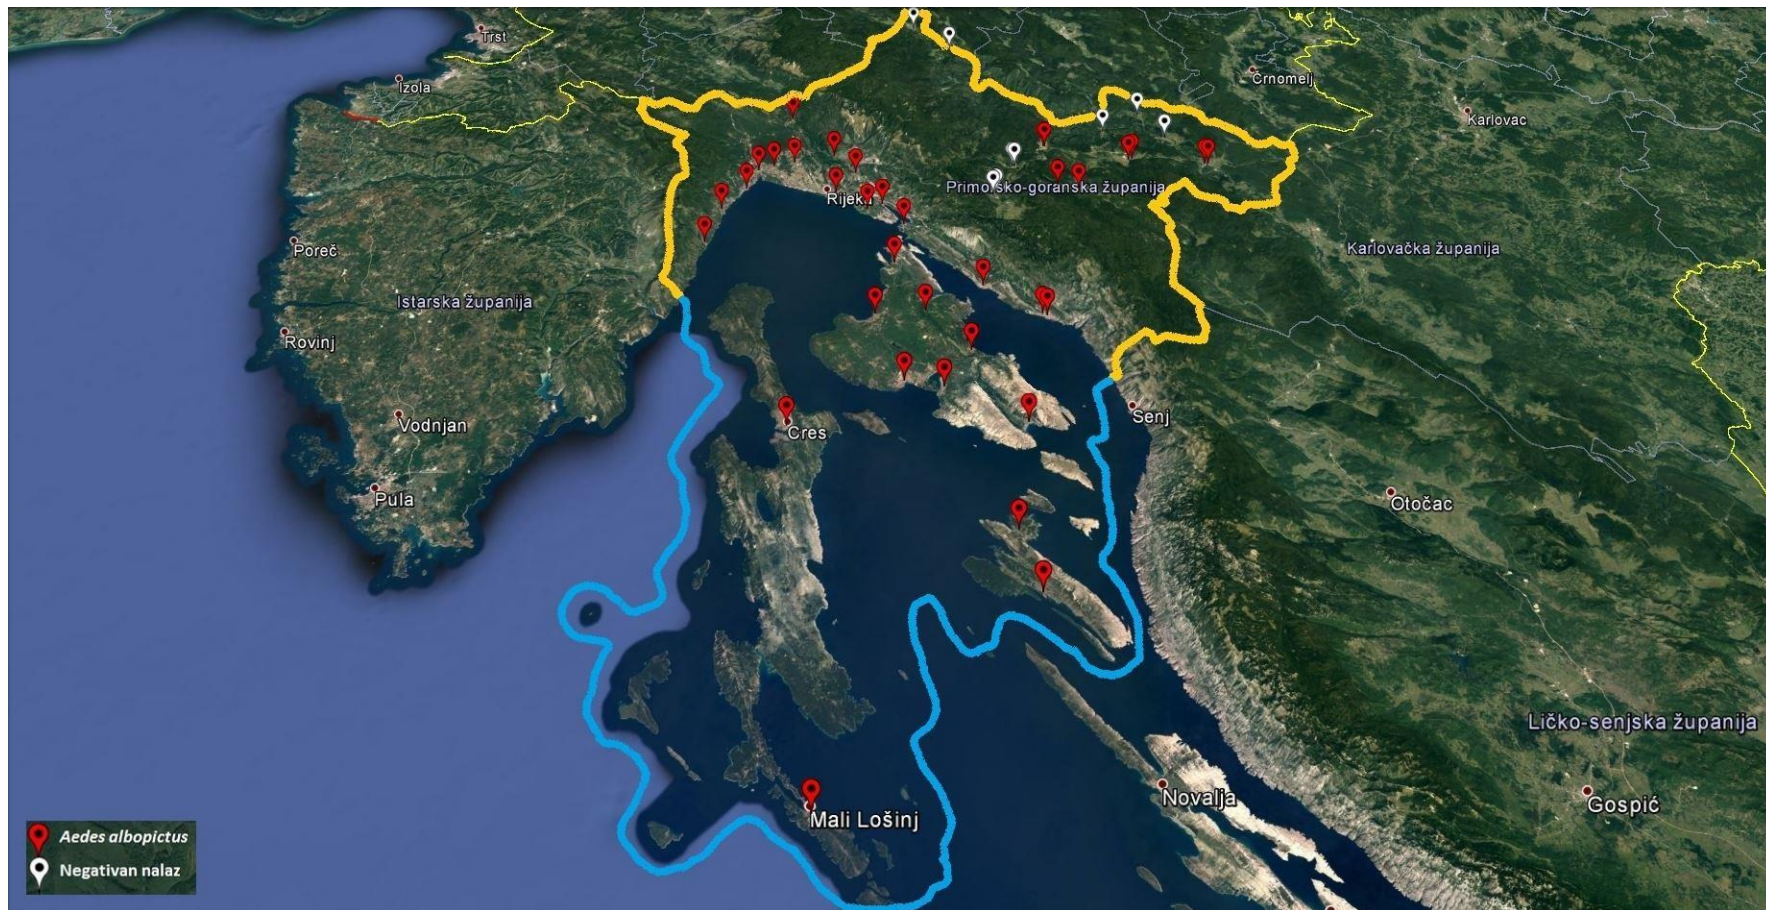 Trst
Izola
Črnomelj
Karlovac
Primorsko-goranska županija
Rijeka
Poreč
Karlovačka županija
Istarska županija
Rovinj
Cres
Senj
Vodnjan
Pula
Otočac
Ličko-senjska županija
Mali Lošinj
Novalja
Gospić
Aedes albopictus
Negativan nalaz